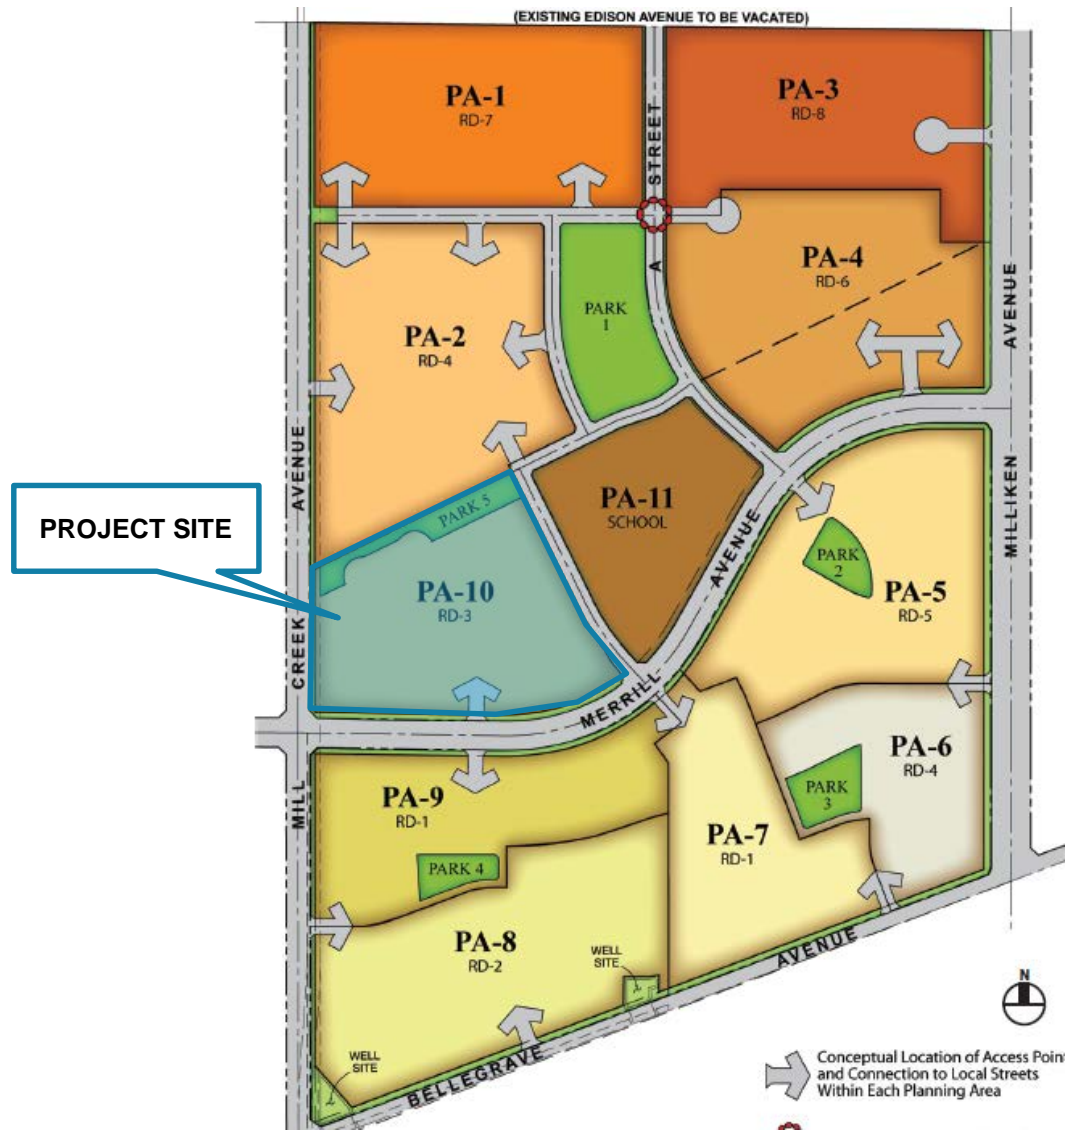 (EXISTING EDISON AVENUE TO BE VACATED)
PA-1
RD-7
PA-3
RD-8
A STREET
PA-4
RD-6
PARK
1
PA-2
RD-4
AVENUE
MILLIKEN
PROJECT SITE
CREEK AVENUE
MILL
PARK 5
PA-11
SCHOOL
PA-10
RD-3
AVENUE
MERRILL
PARK
2
PA-5
RD-5
PA-6
RD-4
PARK
3
PA-9
RD-1
PARK 4
PA-7
RD-1
PA-8
RD-2
WELL
SITE
WELL
SITE
BELLEGRAVE AVENUE
N
Conceptual Location of Access Point
and Connection to Local Streets
Within Each Planning Area